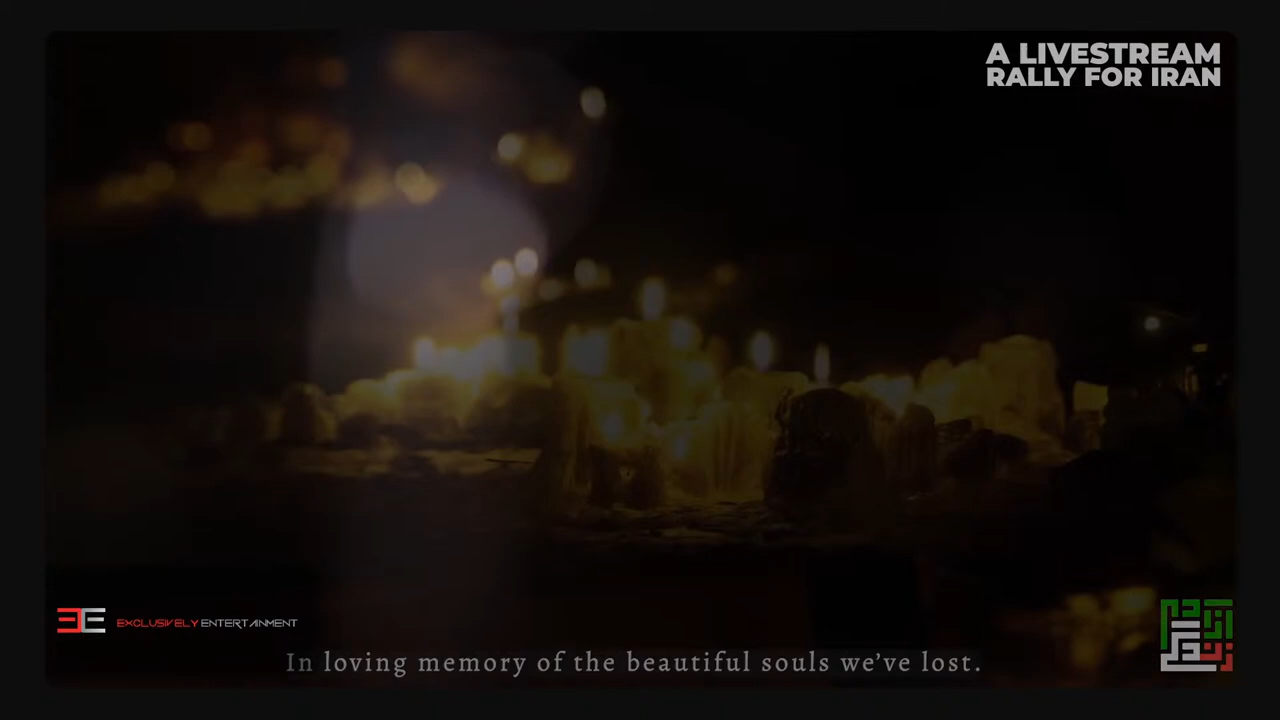 A LIVESTREAM
RALLY FOR IRAN
EXCLUSIVELY ENTERTAINMENT
In loving memory of the beautiful souls we’ve lost.